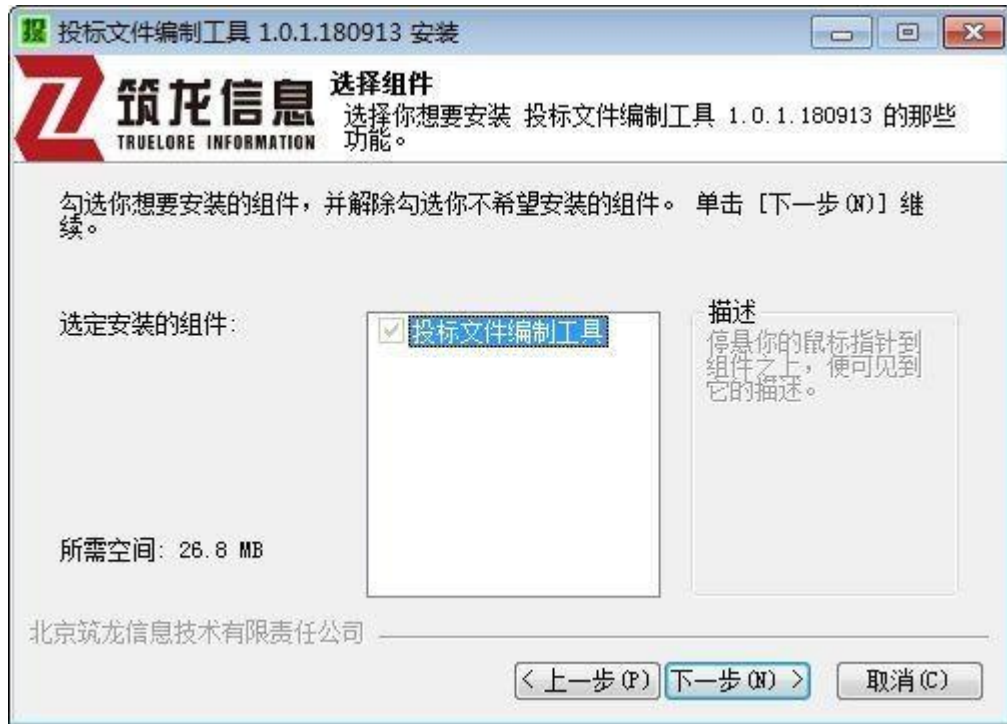 投 投标文件编制工具 1.0.1.180913 安装
筑龙信息
TRUELORE INFORMATION
选择组件
选择你想要安装 投标文件编制工具 1.0.1.180913 的那些
功能。
勾选你想要安装的组件，并解除勾选你不希望安装的组件。 单击 [下一步(N)] 继
续。
选定安装的组件:
投标文件编制工具
描述
停悬你的鼠标指针到
组件之上，便可见到
它的描述。
所需空间: 26.8 MB
北京筑龙信息技术有限责任公司
< 上一步(P) 下一步(N) > 取消(C)